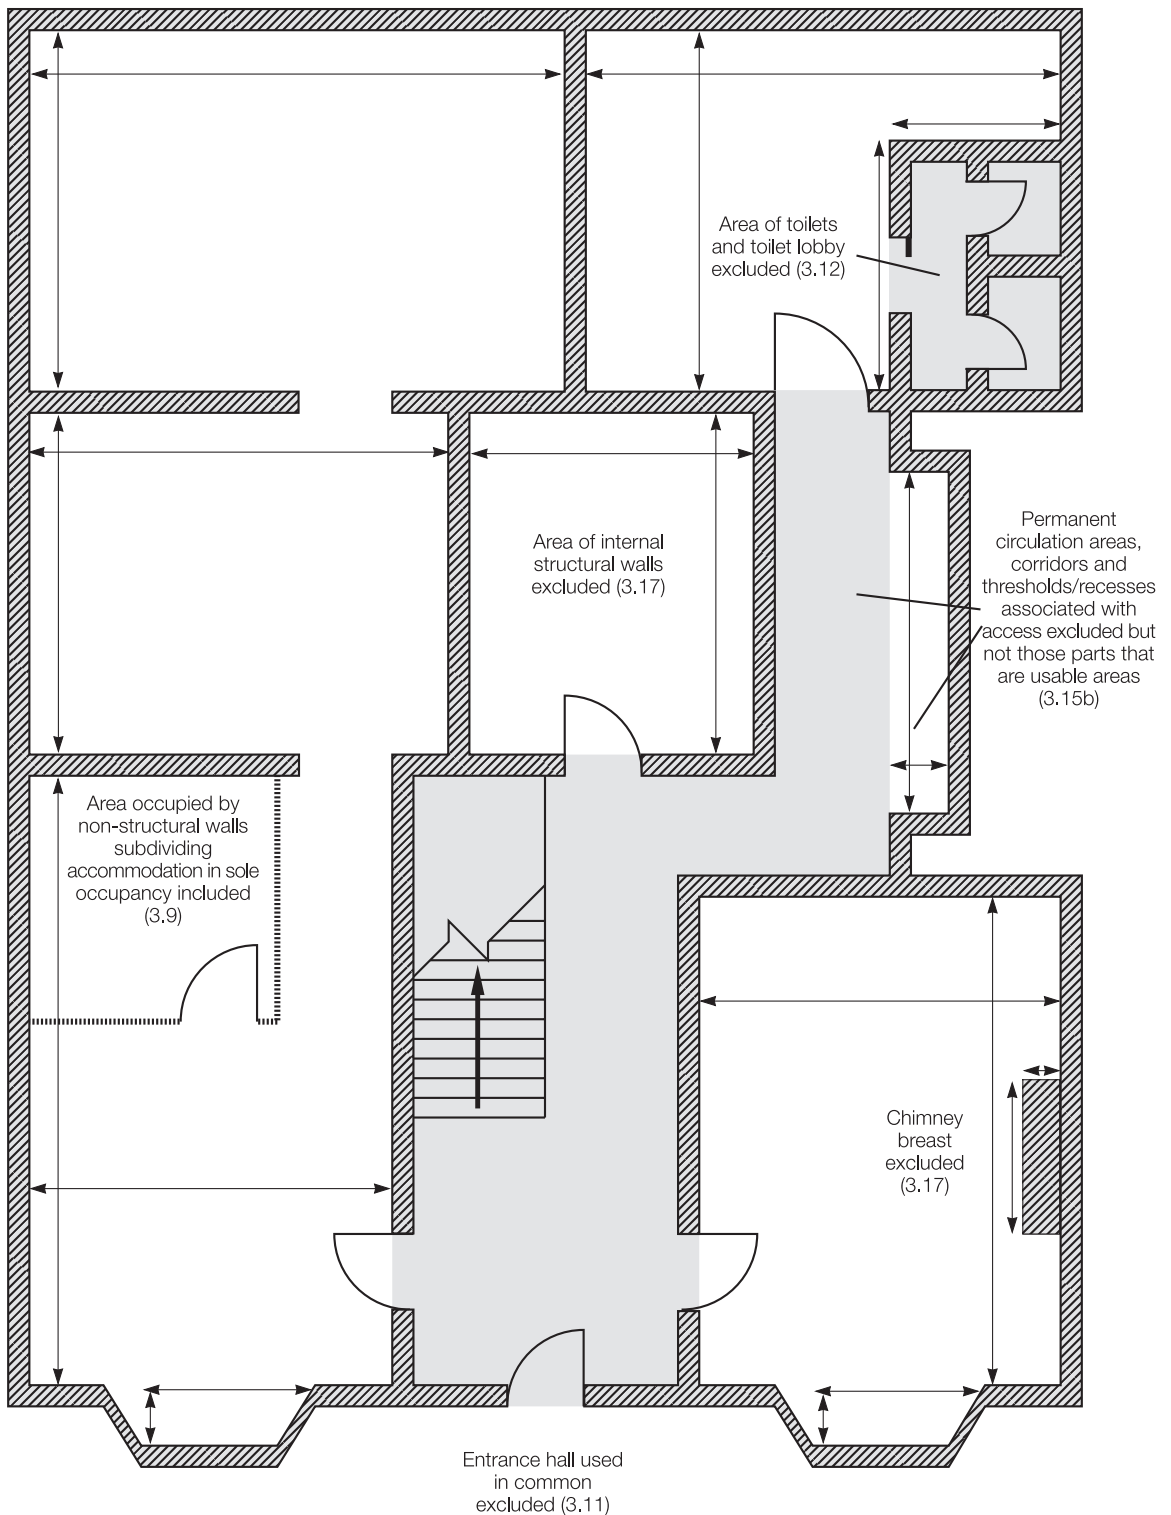 Area of toilets
and toilet lobby
excluded (3.12)
Area of internal
structural walls
excluded (3.17)
Permanent
circulation areas,
corridors and
thresholds/recesses
associated with
access excluded but
not those parts that
are usable areas
(3.15b)
Area occupied by
non-structural walls
subdividing
accommodation in sole
occupancy included
(3.9)
Chimney
breast
excluded
(3.17)
Entrance hall used
in common
excluded (3.11)